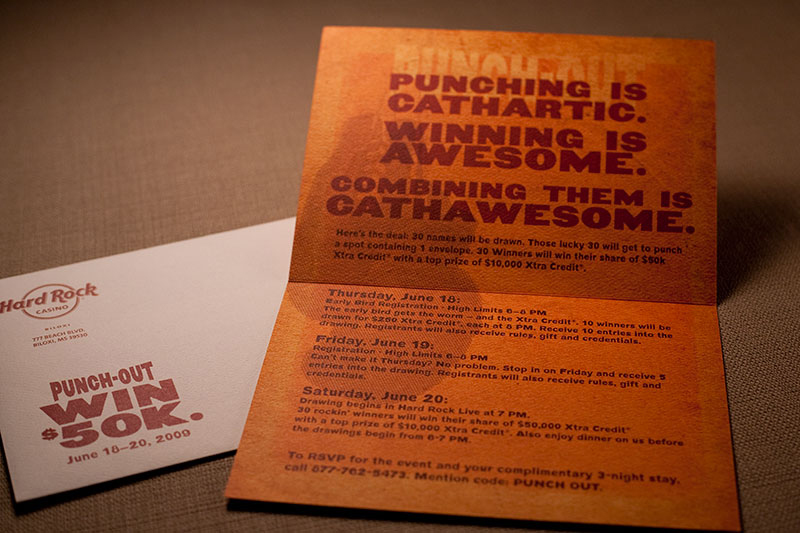 Hard Rock
CASINO
BILOXI
777 BEACH BLVD.
BILOXI, MS 39530
PUNCH-OUT
WIN
$50K.
June 18–20, 2009
PUNCH-OUT
PUNCHING IS
CATHARTIC.
WINNING IS
AWESOME.
COMBINING THEM IS
CATHAWESOME.
Here's the deal: 30 names will be drawn. Those lucky 30 will get to punch
a spot containing 1 envelope. 30 Winners will win their share of $50k
Xtra Credit® with a top prize of $10,000 Xtra Credit®.
Thursday, June 18:
Early Bird Registration - High Limits 6–8 PM
The early bird gets the worm – and the Xtra Credit®. 10 winners will be
drawn for $250 Xtra Credit®, each at 8 PM. Receive 10 entries into the
drawing. Registrants will also receive rules, gift and credentials.
Friday, June 19:
Registration - High Limits 6–8 PM
Can't make it Thursday? No problem. Stop in on Friday and receive 5
entries into the drawing. Registrants will also receive rules, gift and
credentials.
Saturday, June 20:
Drawing begins in Hard Rock Live at 7 PM.
30 rockin' winners will win their share of $50,000 Xtra Credit®
with a top prize of $10,000 Xtra Credit®. Also enjoy dinner on us before
the drawings begin from 6-7 PM.
To RSVP for the event and your complimentary 3-night stay,
call 877-762-5473. Mention code: PUNCH OUT.